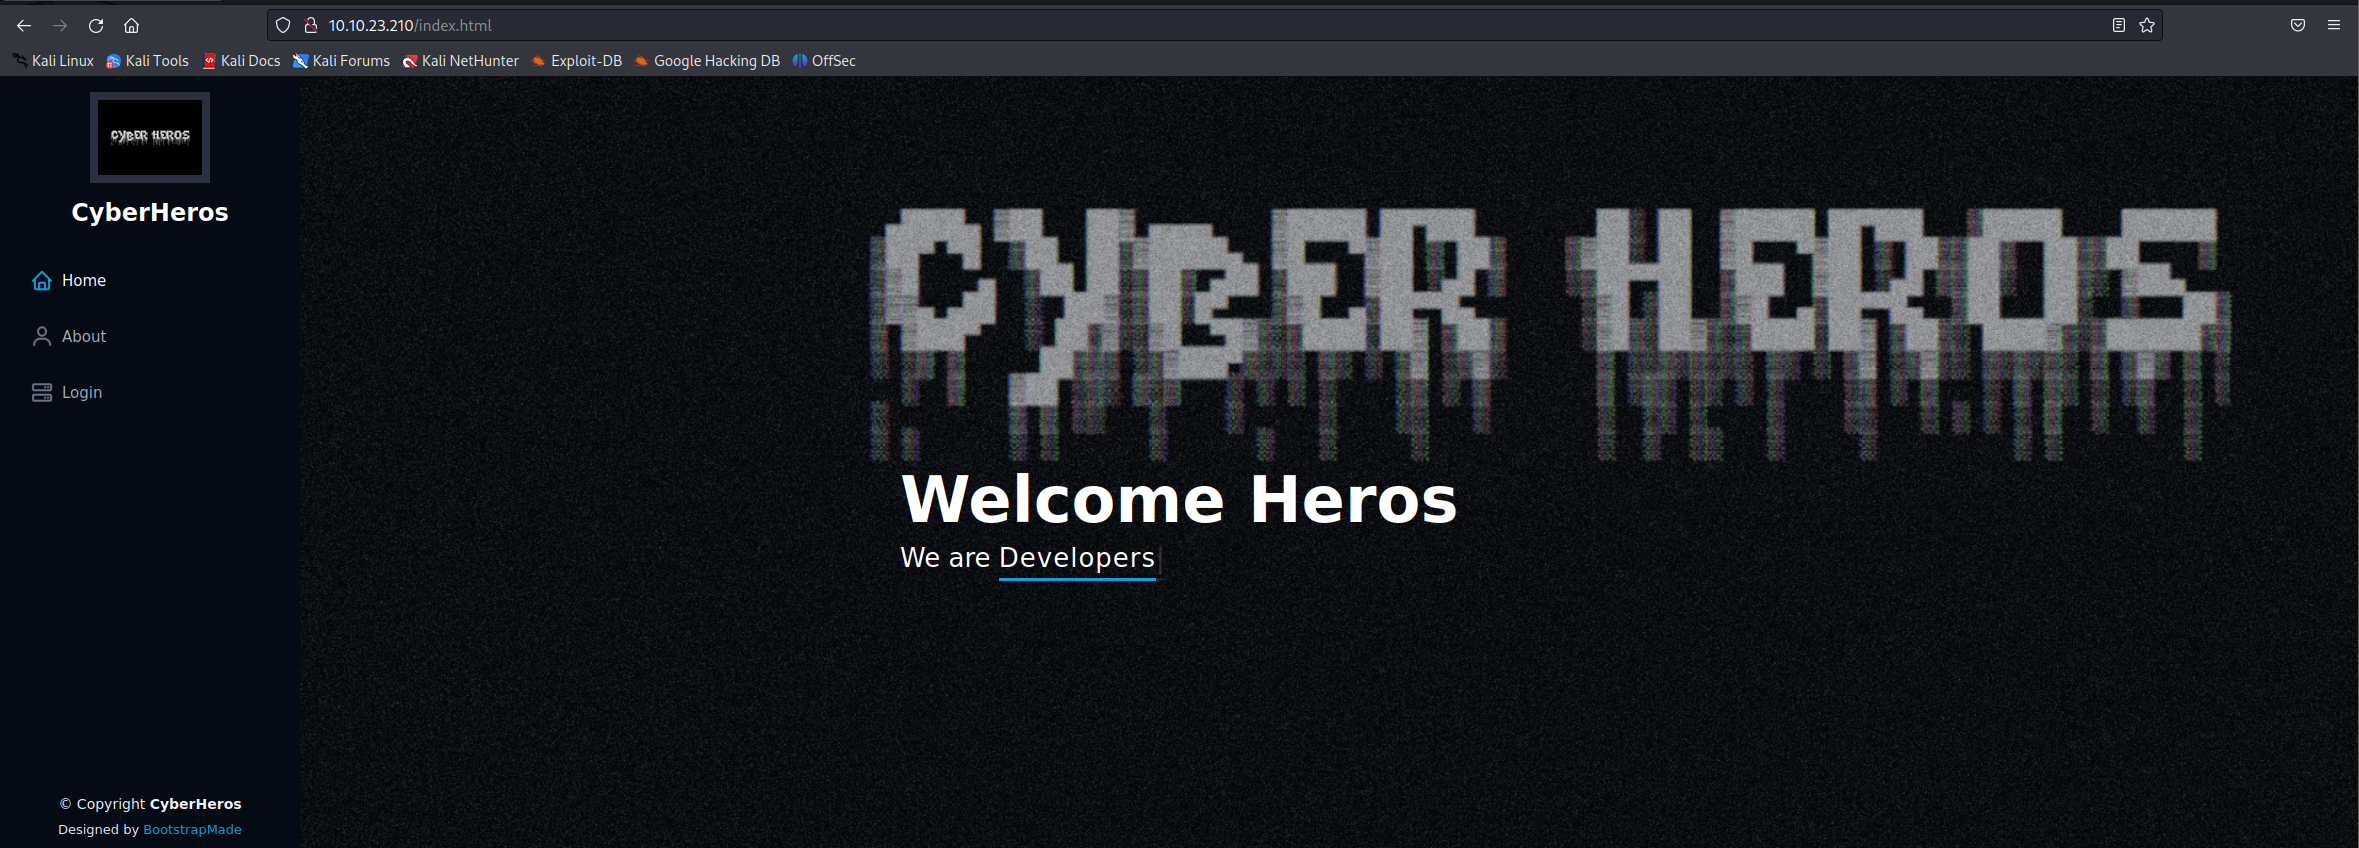 10.10.23.210/index.html
Kali Linux Kali Tools Kali Docs Kali Forums Kali NetHunter Exploit-DB Google Hacking DB OffSec
CYBER HEROS
CyberHeros
Home
About
Login
CYBER HEROS
Welcome Heros
We are Developers
© Copyright CyberHeros
Designed by BootstrapMade